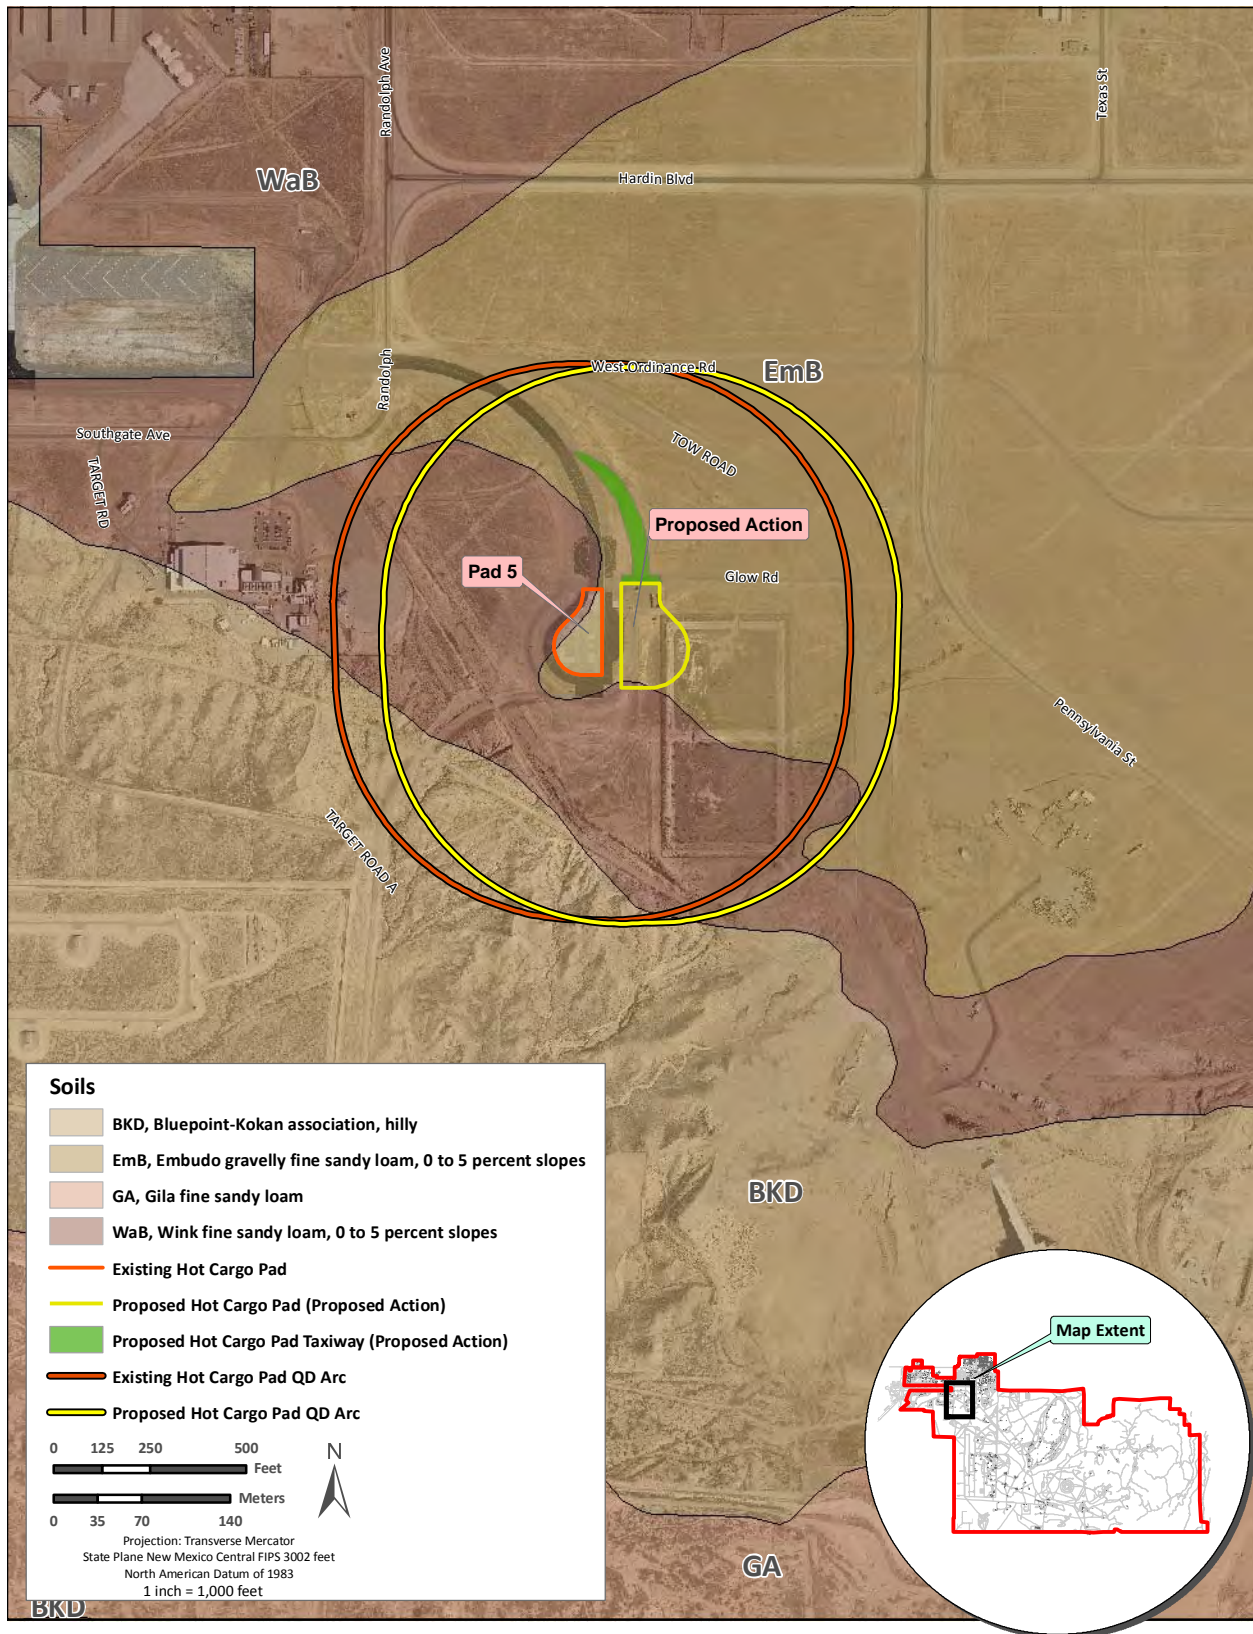 Randolph Ave
Texas St
WaB
Hardin Blvd
West Ordinance Rd
EmB
Randolph
Southgate Ave
TOW ROAD
TARGET RD
Proposed Action
Pad 5
Glow Rd
Pennsylvania St
TARGET ROAD A
BKD
GA
BKD
Map Extent
Soils
BKD, Bluepoint-Kokan association, hilly
EmB, Embudo gravelly fine sandy loam, 0 to 5 percent slopes
GA, Gila fine sandy loam
WaB, Wink fine sandy loam, 0 to 5 percent slopes
Existing Hot Cargo Pad
Proposed Hot Cargo Pad (Proposed Action)
Proposed Hot Cargo Pad Taxiway (Proposed Action)
Existing Hot Cargo Pad QD Arc
Proposed Hot Cargo Pad QD Arc
0 125 250 500
Feet
Meters
0 35 70 140
N
Projection: Transverse Mercator
State Plane New Mexico Central FIPS 3002 feet
North American Datum of 1983
1 inch = 1,000 feet